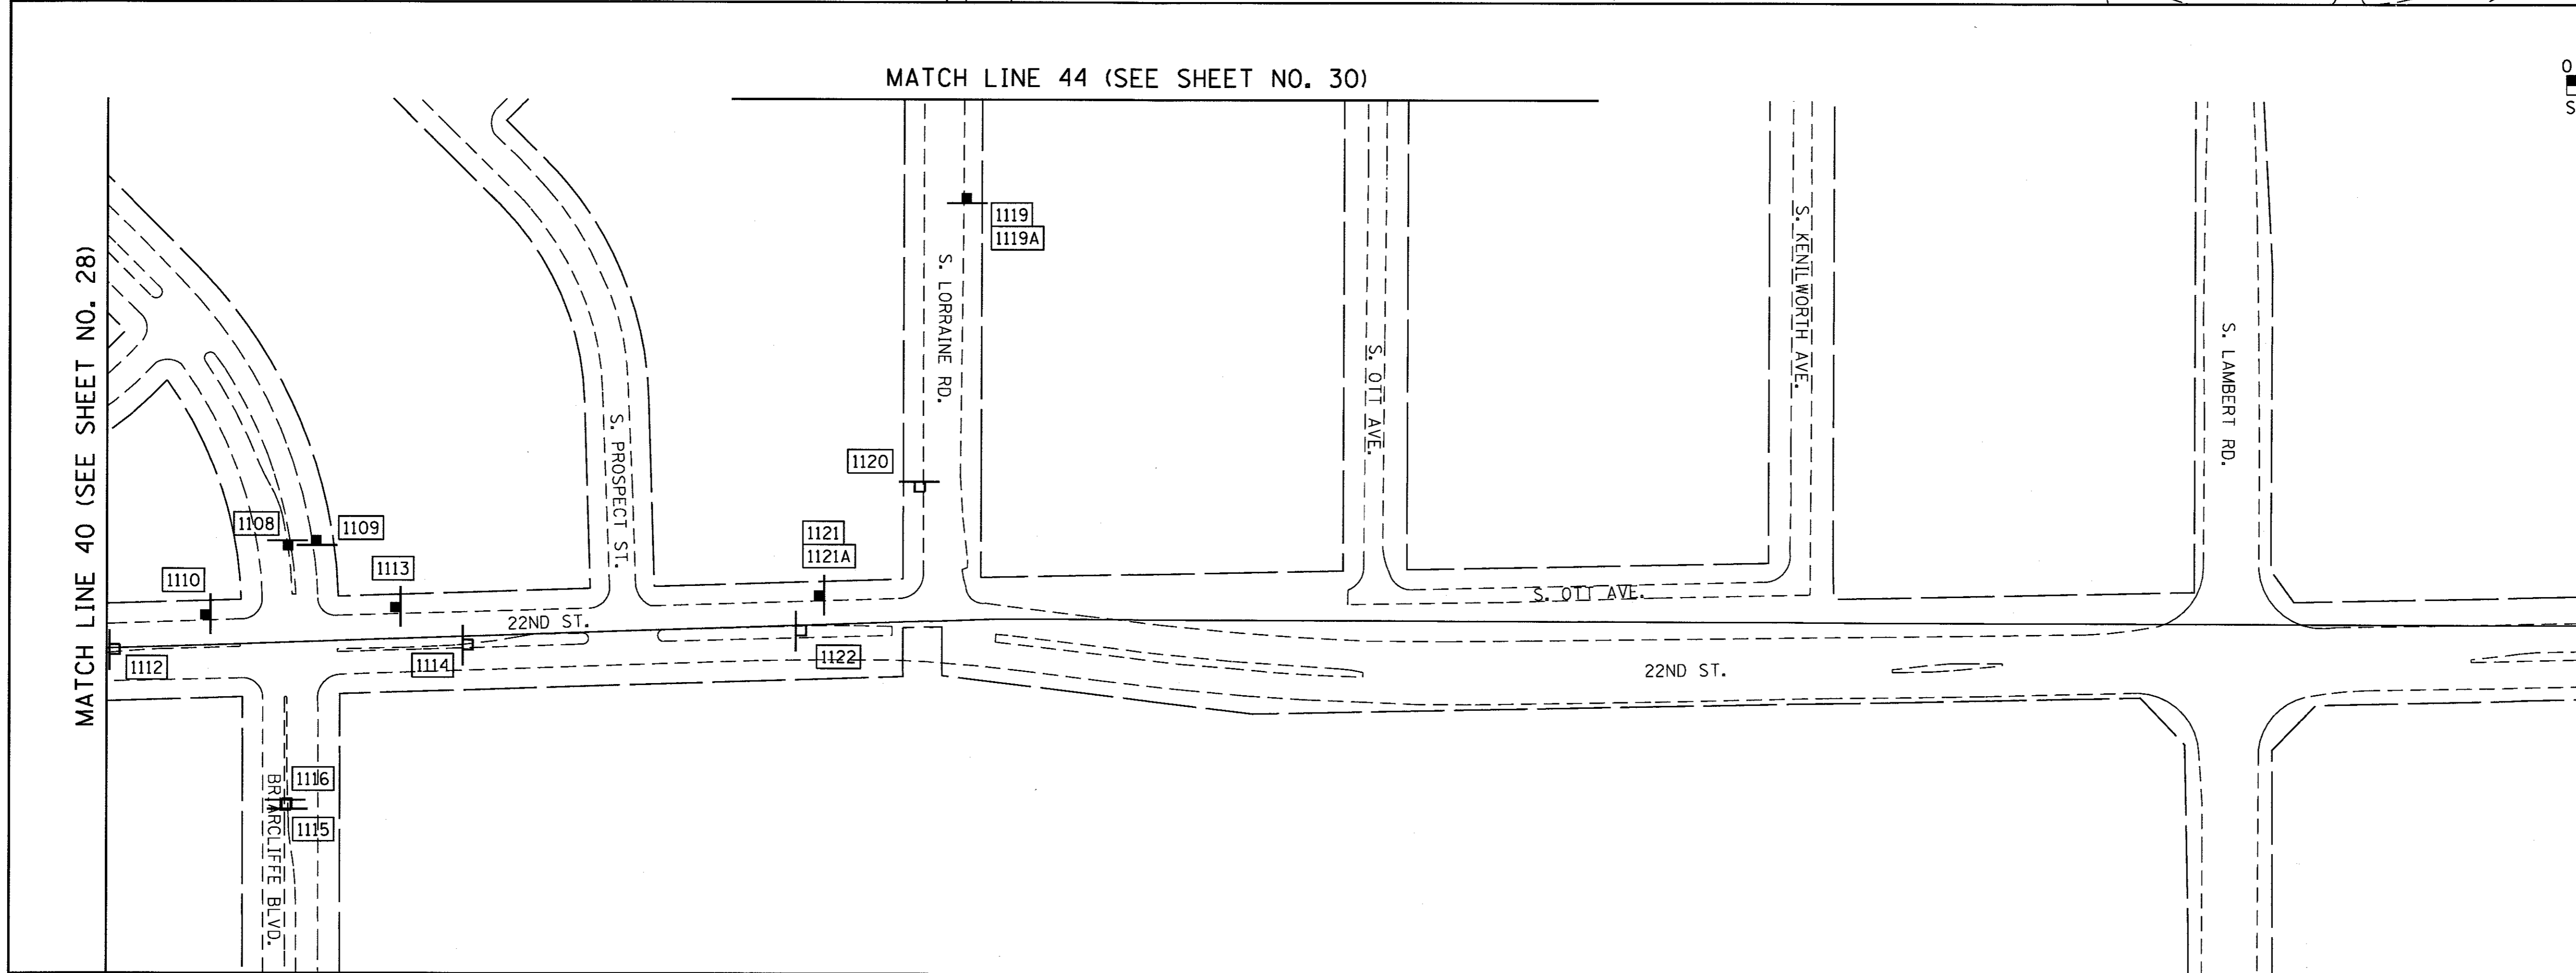 MATCH LINE 44 (SEE SHEET NO. 30)
MATCH LINE 40 (SEE SHEET NO. 28)
1119
1119A
S. LORRAINE RD.
S. KENILWORTH AVE.
S. OTT AVE.
S. LAMBERT RD.
S. PROSPECT ST.
1120
1108
1109
1121
1121A
1113
1110
S. OTT AVE.
22ND ST.
1112
1114
1122
22ND ST.
1116
1115
BRIARCLIFFE BLVD.